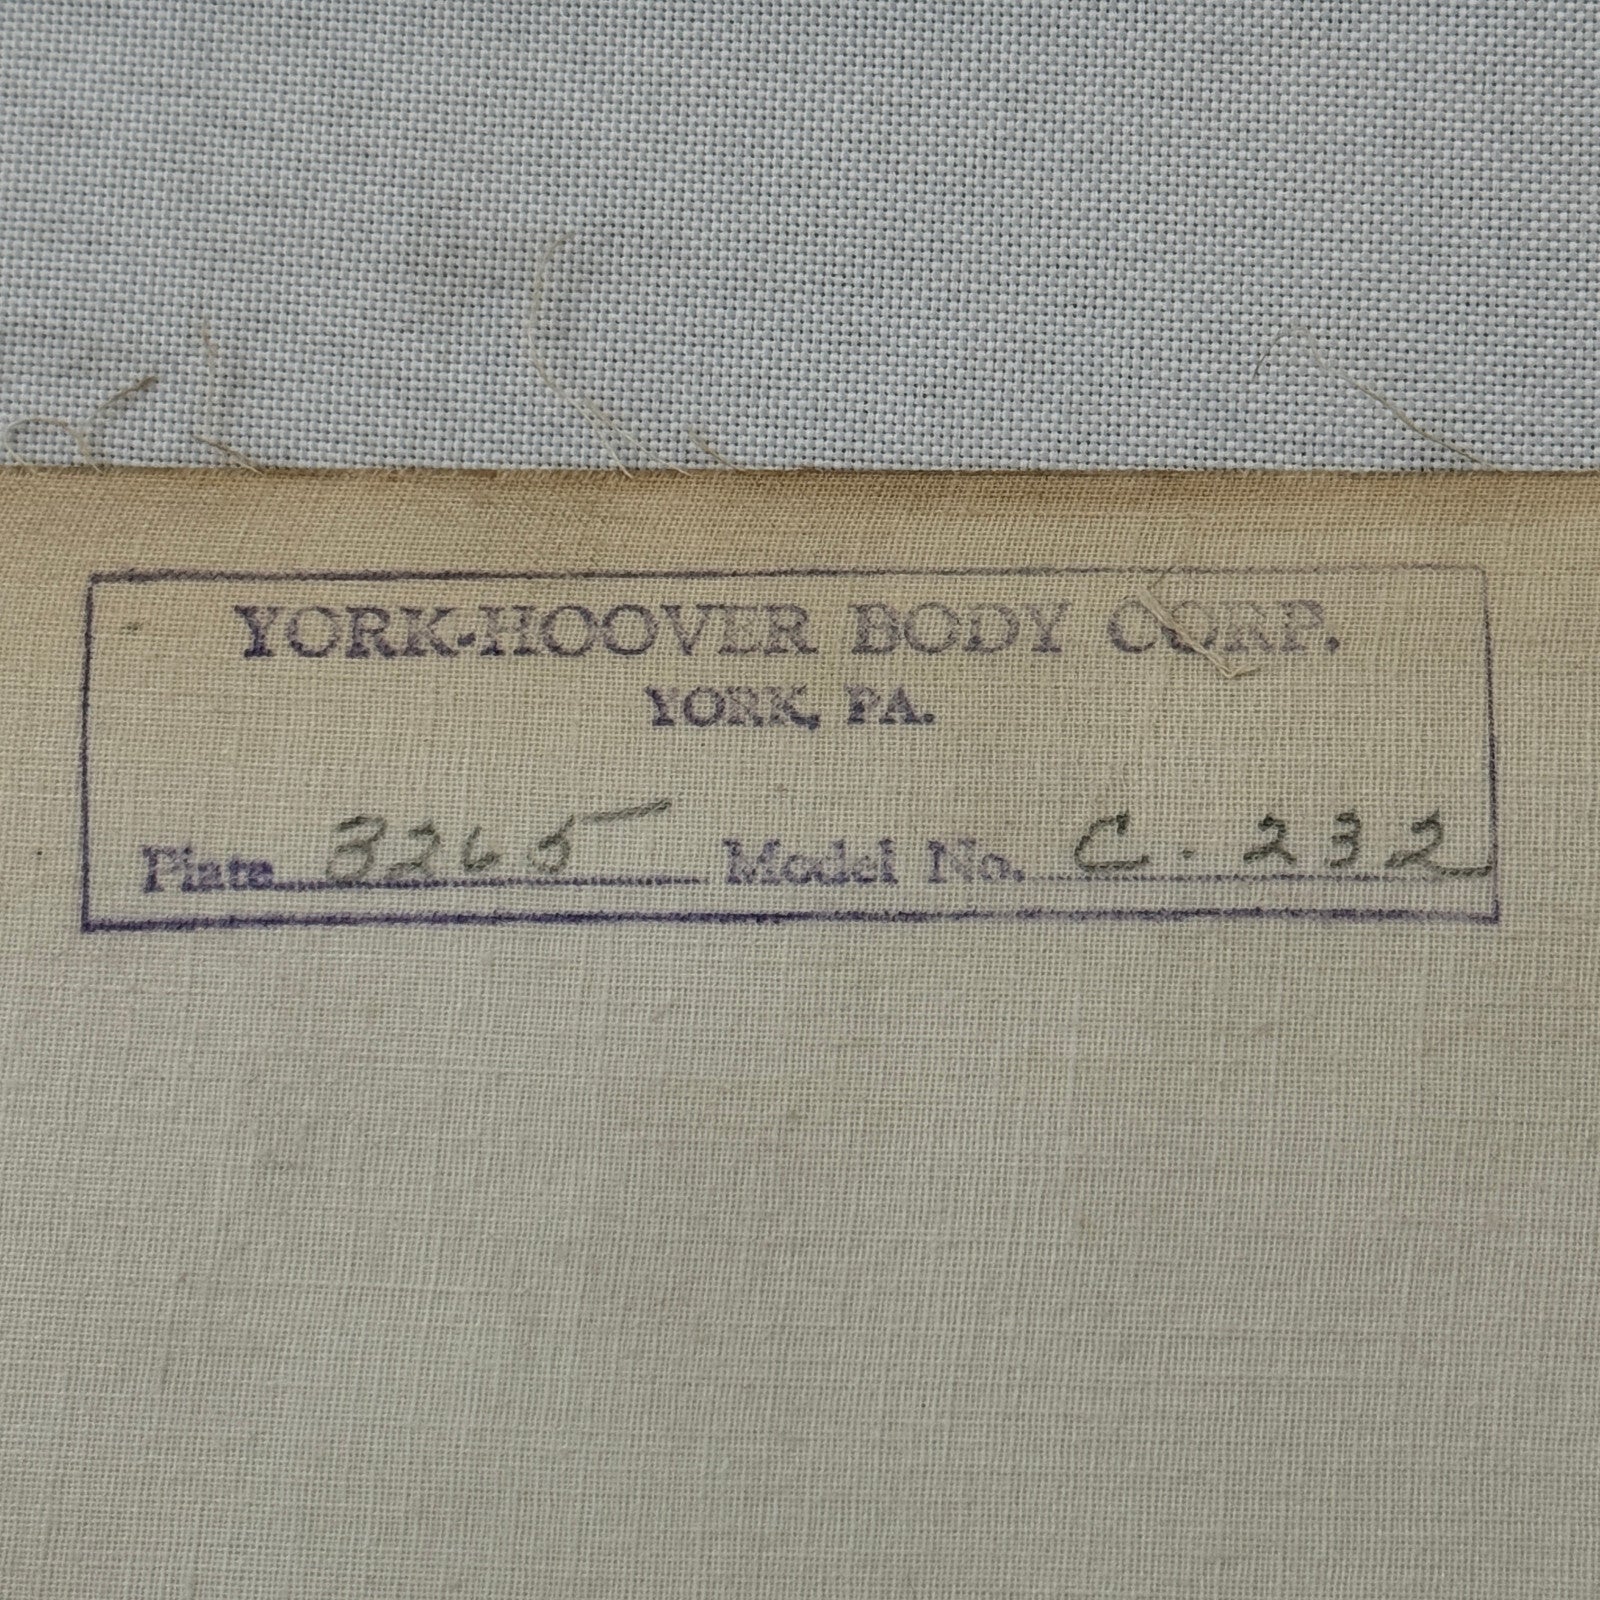 YORK-HOOVER BODY CORP.
YORK, PA.
Plate 3265 Model No. C. 232